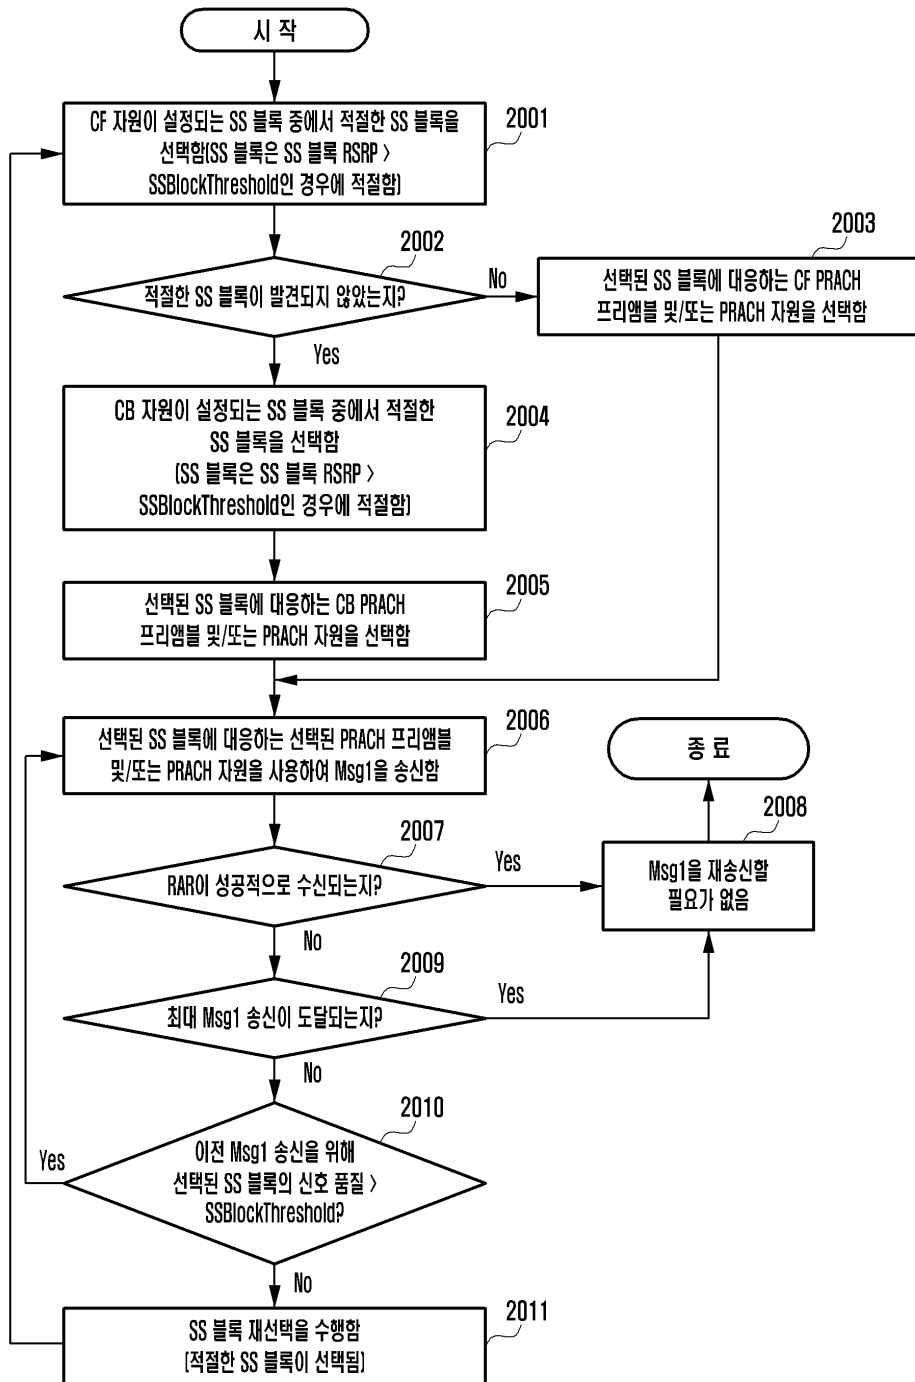 시 작
CF 자원이 설정되는 SS 블록 중에서 적절한 SS 블록을
선택함(SS 블록은 SS 블록 RSRP >
SSBlockThreshold인 경우에 적절함)
2001
적절한 SS 블록이 발견되지 않았는지?
2002
No
Yes
선택된 SS 블록에 대응하는 CF PRACH
프리앰블 및/또는 PRACH 자원을 선택함
2003
CB 자원이 설정되는 SS 블록 중에서 적절한
SS 블록을 선택함
(SS 블록은 SS 블록 RSRP >
SSBlockThreshold인 경우에 적절함)
2004
선택된 SS 블록에 대응하는 CB PRACH
프리앰블 및/또는 PRACH 자원을 선택함
2005
선택된 SS 블록에 대응하는 선택된 PRACH 프리앰블
및/또는 PRACH 자원을 사용하여 Msg1을 송신함
2006
종 료
RAR이 성공적으로 수신되는지?
2007
Yes
No
Msg1을 재송신할
필요가 없음
2008
최대 Msg1 송신이 도달되는지?
2009
Yes
No
이전 Msg1 송신을 위해
선택된 SS 블록의 신호 품질 >
SSBlockThreshold?
2010
Yes
No
SS 블록 재선택을 수행함
(적절한 SS 블록이 선택됨)
2011